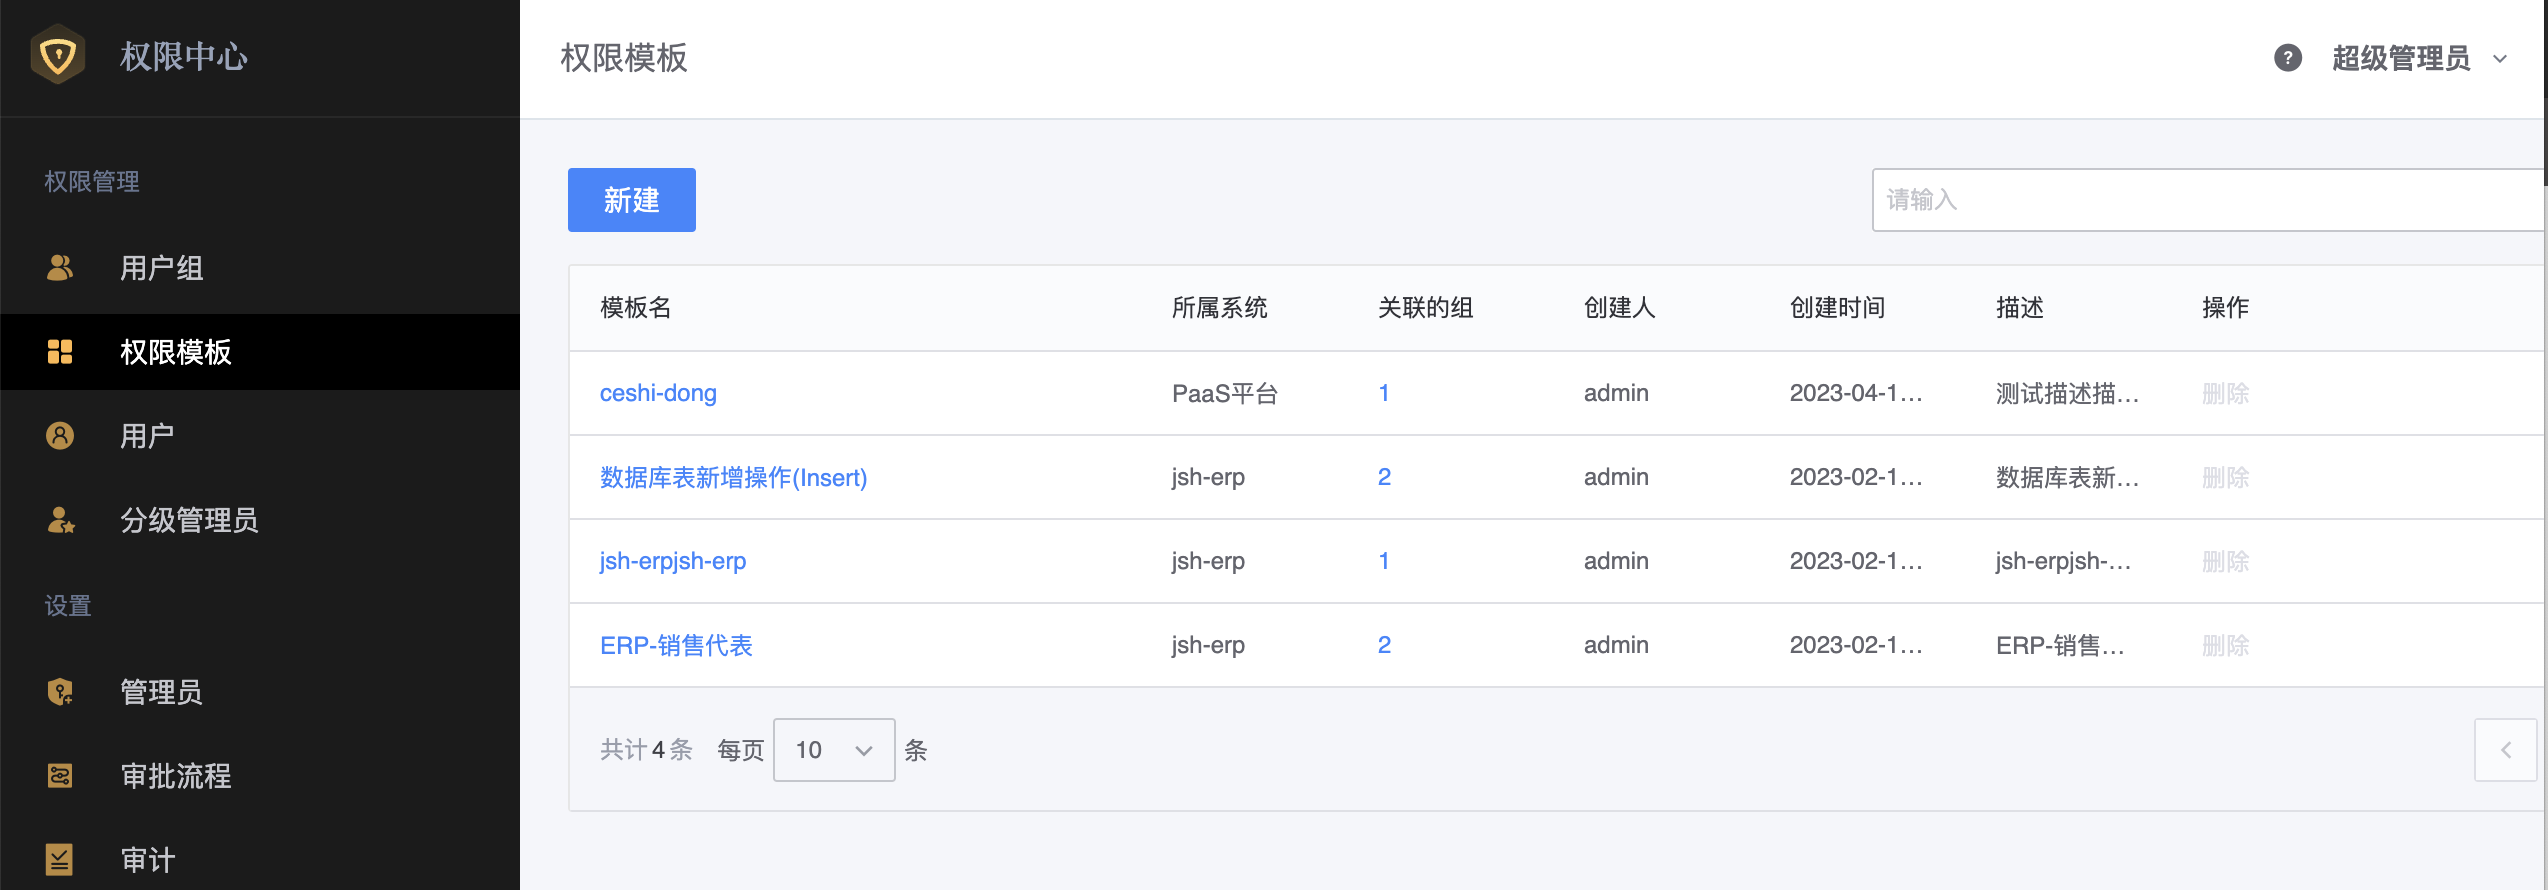 权限中心
权限管理
用户组
权限模板
用户
分级管理员
设置
管理员
审批流程
审计
权限模板
? 超级管理员
新建
请输入
模板名 所属系统 关联的组 创建人 创建时间 描述 操作
ceshi-dong PaaS平台 1 admin 2023-04-1... 测试描述描... 删除
数据库表新增操作(Insert) jsh-erp 2 admin 2023-02-1... 数据库表新... 删除
jsh-erpjsh-erp jsh-erp 1 admin 2023-02-1... jsh-erpjsh-... 删除
ERP-销售代表 jsh-erp 2 admin 2023-02-1... ERP-销售... 删除
共计 4 条 每页 10 条